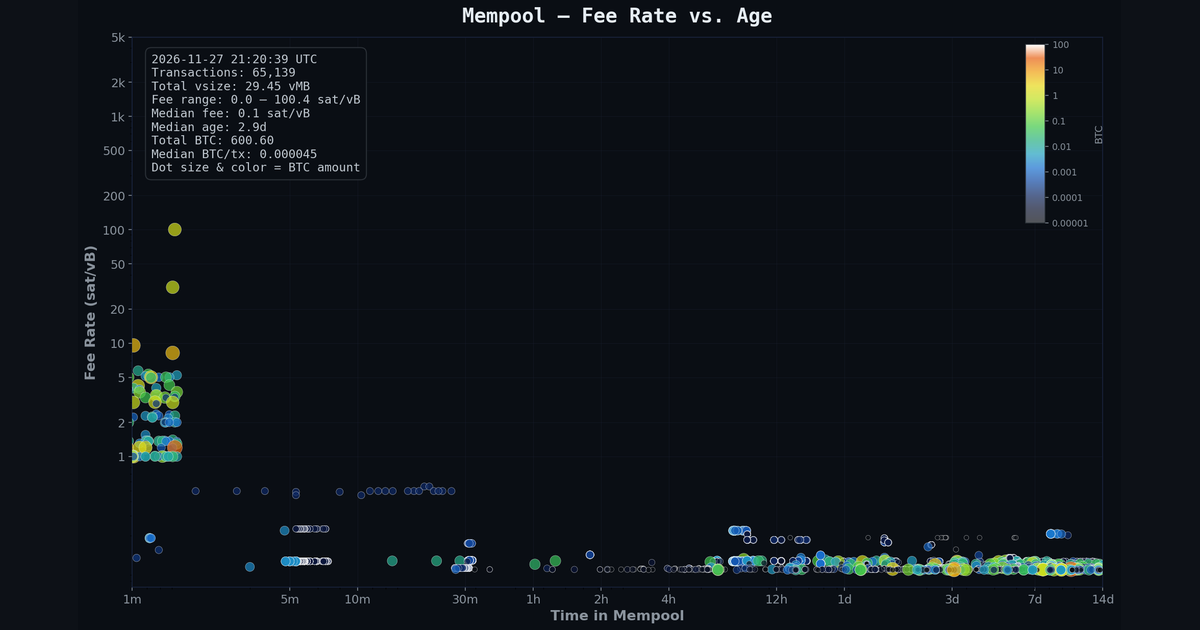 Mempool — Fee Rate vs. Age
2026-11-27 21:20:39 UTC
Transactions: 65,139
Total vsize: 29.45 vMB
Fee range: 0.0 — 100.4 sat/vB
Median fee: 0.1 sat/vB
Median age: 2.9d
Total BTC: 600.60
Median BTC/tx: 0.000045
Dot size & color = BTC amount
100
10
1
0.1
0.01
0.001
0.0001
0.00001
BTC
Fee Rate (sat/vB)
5k
2k
1k
500
200
100
50
20
10
5
2
1
1m 5m 10m 30m 1h 2h 4h 12h 1d 3d 7d 14d
Time in Mempool